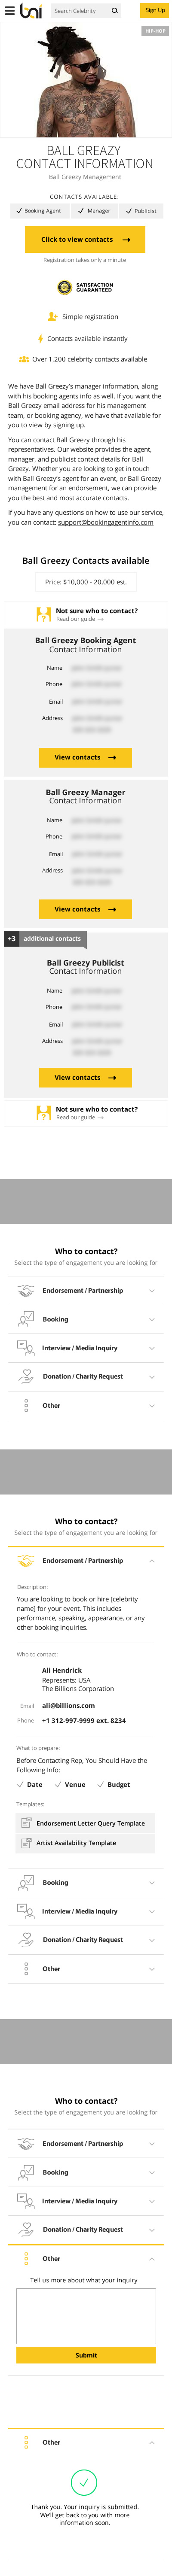 bni
Search Celebrity
Sign Up
HIP-HOP
BALL GREAZY
CONTACT INFORMATION
Ball Greazy Management
CONTACTS AVAILABLE:
Booking Agent
Manager
Publicist
Click to view contacts
Registration takes only a minute
SATISFACTION
GUARANTEED
Simple registration
Contacts available instantly
Over 1,200 celebrity contacts available
We have Ball Greazy's manager information, along
with his booking agents info as well. If you use the
Ball Greazy email address for his management
team, or booking agency, we have that available for
you to view by signing up.
You can contact Ball Greazy through his
representatives. Our website provides the agent,
manager, and publicist contact details for Ball
Greazy. Whether you are looking to get in touch
with Ball Greazy's agent for an event, or Ball Greazy
management for an endorsement, we can provide
you the best and most accurate contacts.
If you have any questions on how to use our service,
you can contact: support@bookingagentinfo.com
Ball Greazy Contacts available
Price: $10,000 - 20,000 est.
Not sure who to contact?
Read our guide
Ball Greazy Booking Agent
Contact Information
Name
Phone
Email
Address
View contacts
Ball Greazy Manager
Contact Information
Name
Phone
Email
Address
View contacts
+3 additional contacts
Ball Greazy Publicist
Contact Information
Name
Phone
Email
Address
View contacts
Not sure who to contact?
Read our guide
Who to contact?
Select the type of engagement you are looking for
Endorsement / Partnership
Booking
Interview / Media Inquiry
Donation / Charity Request
Other
Who to contact?
Select the type of engagement you are looking for
Endorsement / Partnership
Description:
You are looking to book or hire [celebrity
name] for your event. This includes
performance, speaking, appearance, or any
other booking inquiries.
Who to contact:
Ali Hendrick
Represents: USA
The Billions Corporation
Email ali@billions.com
Phone +1 312-997-9999 ext. 8234
What to prepare:
Before Contacting Rep, You Should Have the
Following Info:
Date
Venue
Budget
Templates:
Endorsement Letter Query Template
Artist Availability Template
Booking
Interview / Media Inquiry
Donation / Charity Request
Other
Who to contact?
Select the type of engagement you are looking for
Endorsement / Partnership
Booking
Interview / Media Inquiry
Donation / Charity Request
Other
Tell us more about what your inquiry
Submit
Other
Thank you. Your inquiry is submitted.
We'll get back to you with more
information soon.